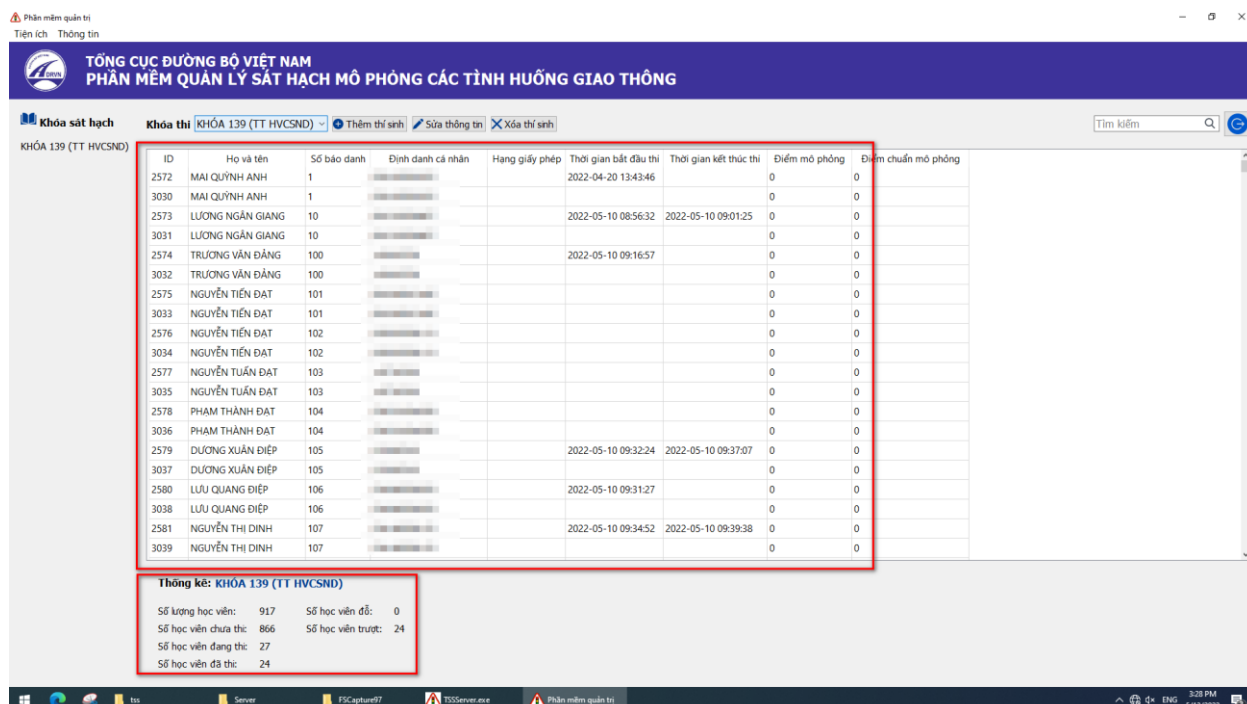 Phần mềm quản trị
Tiện ích Thông tin
DRVN
TỔNG CỤC ĐƯỜNG BỘ VIỆT NAM
PHẦN MỀM QUẢN LÝ SÁT HẠCH MÔ PHỎNG CÁC TÌNH HUỐNG GIAO THÔNG
Khóa sát hạch
KHÓA 139 (TT HVCSND)
Khóa thi KHÓA 139 (TT HVCSND) Thêm thí sinh Sửa thông tin Xóa thí sinh Tìm kiếm
ID Họ và tên Số báo danh Định danh cá nhân Hạng giấy phép Thời gian bắt đầu thi Thời gian kết thúc thi Điểm mô phỏng Điểm chuẩn mô phỏng
2572 MAI QUỲNH ANH 1 2022-04-20 13:43:46 0 0
3030 MAI QUỲNH ANH 1 0 0
2573 LƯƠNG NGÂN GIANG 10 2022-05-10 08:56:32 2022-05-10 09:01:25 0 0
3031 LƯƠNG NGÂN GIANG 10 0 0
2574 TRƯƠNG VĂN ĐẢNG 100 2022-05-10 09:16:57 0 0
3032 TRƯƠNG VĂN ĐẢNG 100 0 0
2575 NGUYỄN TIẾN ĐẠT 101 0 0
3033 NGUYỄN TIẾN ĐẠT 101 0 0
2576 NGUYỄN TIẾN ĐẠT 102 0 0
3034 NGUYỄN TIẾN ĐẠT 102 0 0
2577 NGUYỄN TUẤN ĐẠT 103 0 0
3035 NGUYỄN TUẤN ĐẠT 103 0 0
2578 PHẠM THÀNH ĐẠT 104 0 0
3036 PHẠM THÀNH ĐẠT 104 0 0
2579 DƯƠNG XUÂN ĐIỆP 105 2022-05-10 09:32:24 2022-05-10 09:37:07 0 0
3037 DƯƠNG XUÂN ĐIỆP 105 0 0
2580 LƯU QUANG ĐIỆP 106 2022-05-10 09:31:27 0 0
3038 LƯU QUANG ĐIỆP 106 0 0
2581 NGUYỄN THỊ DINH 107 2022-05-10 09:34:52 2022-05-10 09:39:38 0 0
3039 NGUYỄN THỊ DINH 107 0 0
Thống kê: KHÓA 139 (TT HVCSND)
Số lượng học viên: 917 Số học viên đỗ: 0
Số học viên chưa thi: 866 Số học viên trượt: 24
Số học viên đang thi: 27
Số học viên đã thi: 24
tss Server FSCapture97 TSSServer.exe Phần mềm quản trị ENG 3:28 PM